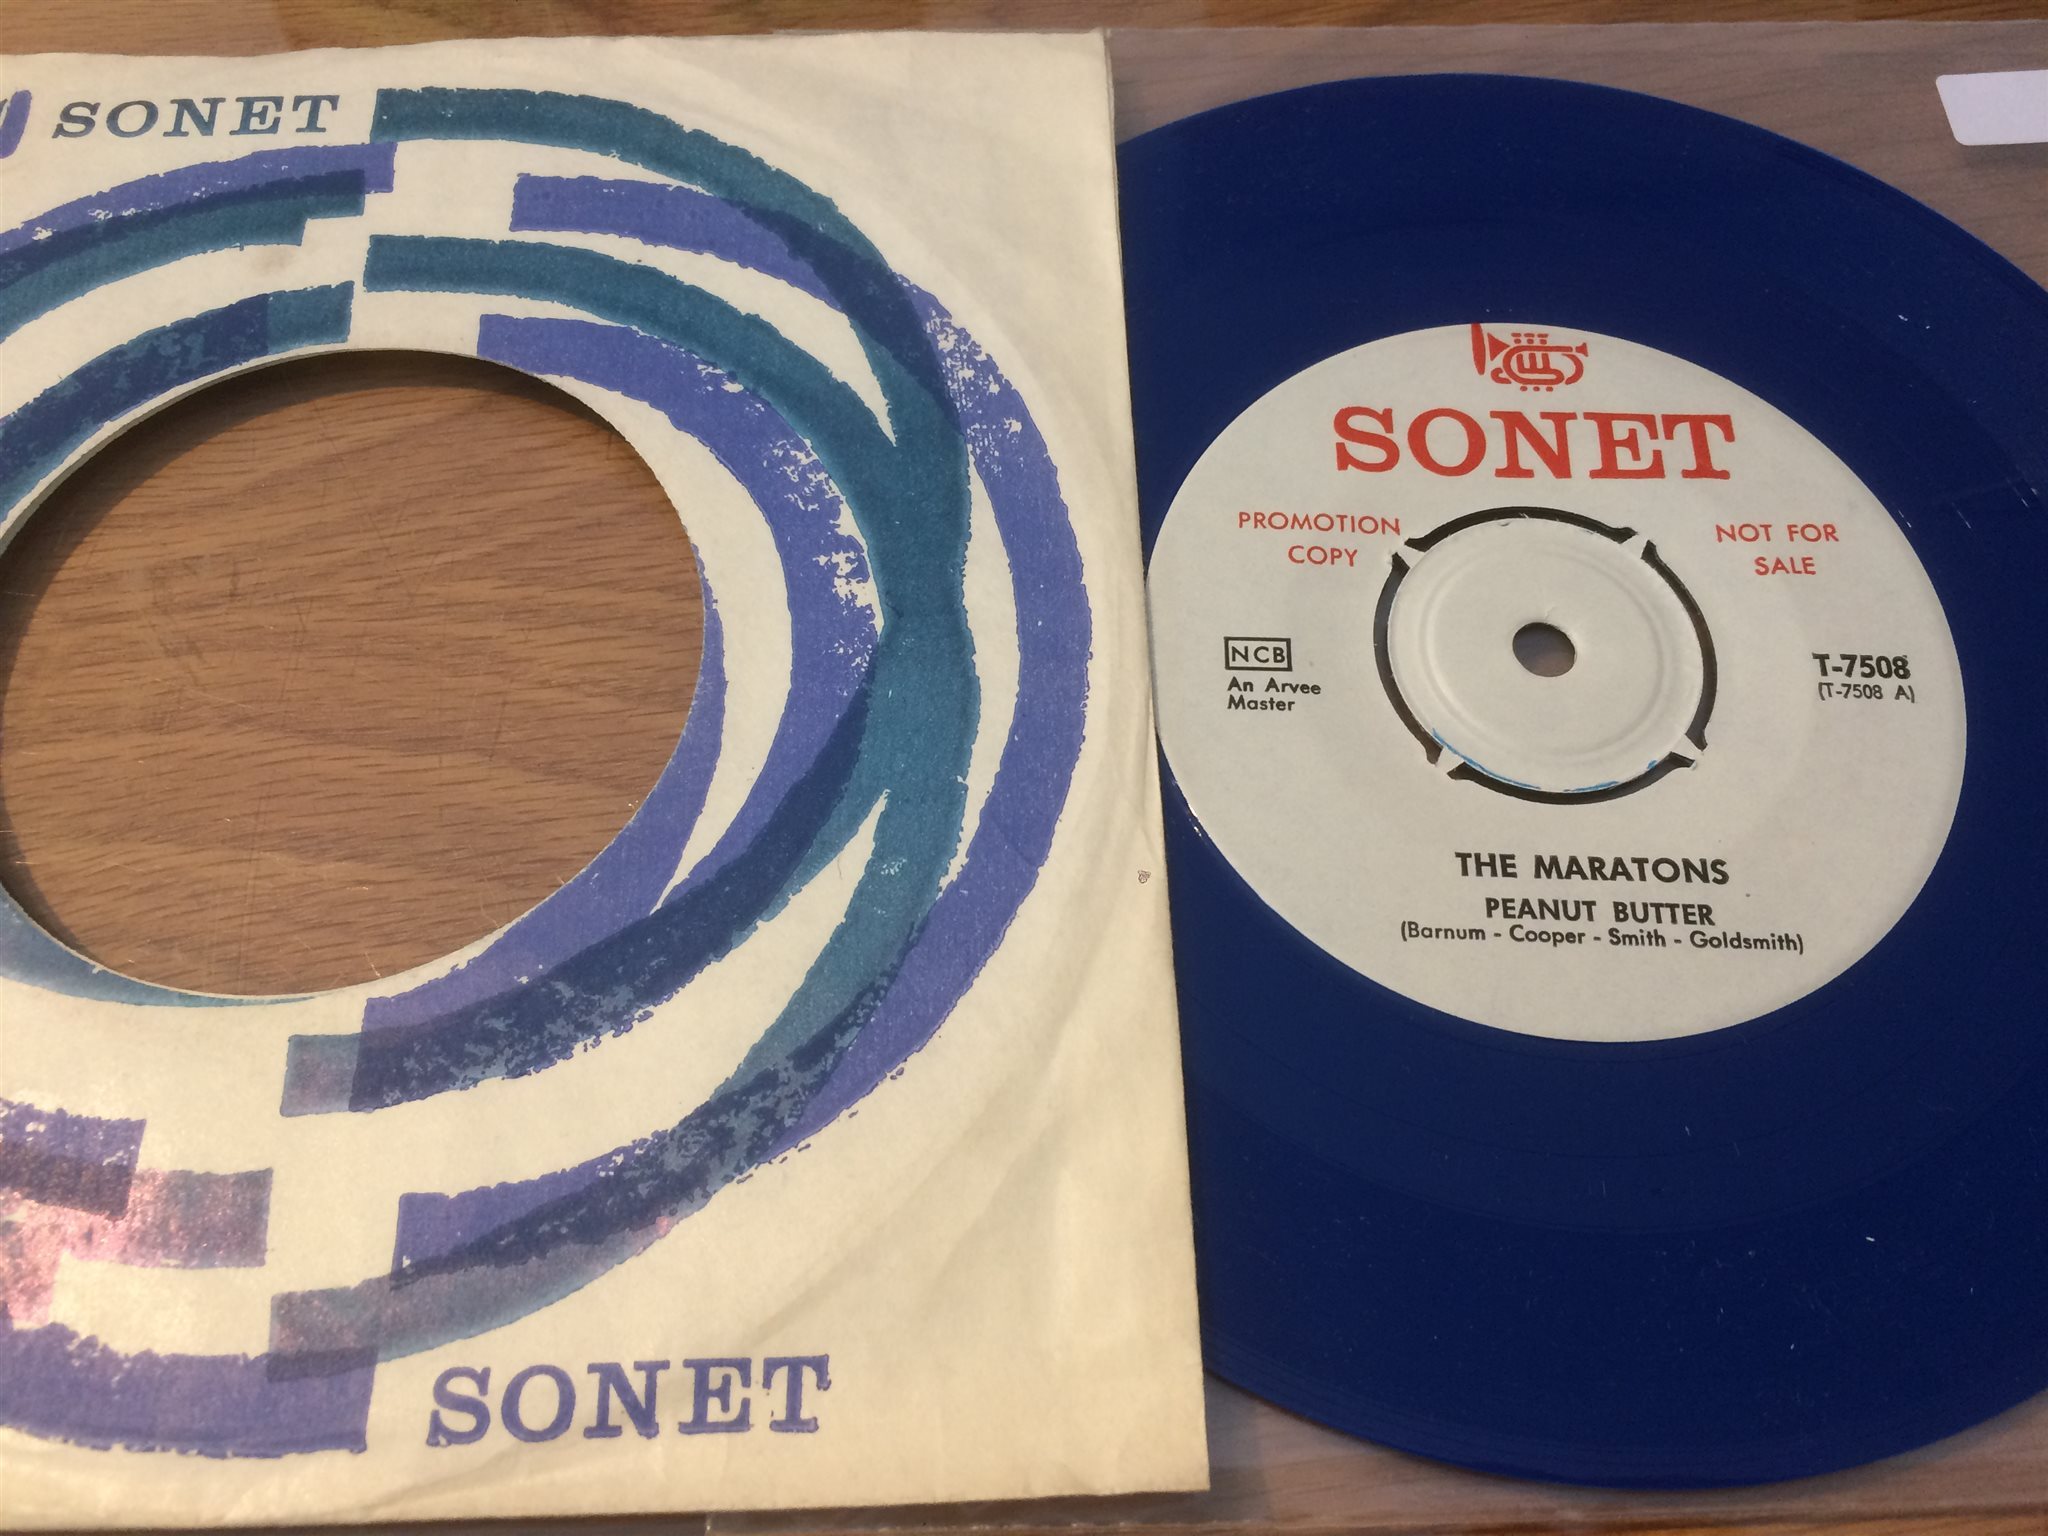 SONET
SONET
SONET
PROMOTION
COPY
NOT FOR
SALE
NCB
An Arvee
Master
T-7508
(T-7508 A)
THE MARATONS
PEANUT BUTTER
(Barnum - Cooper - Smith - Goldsmith)